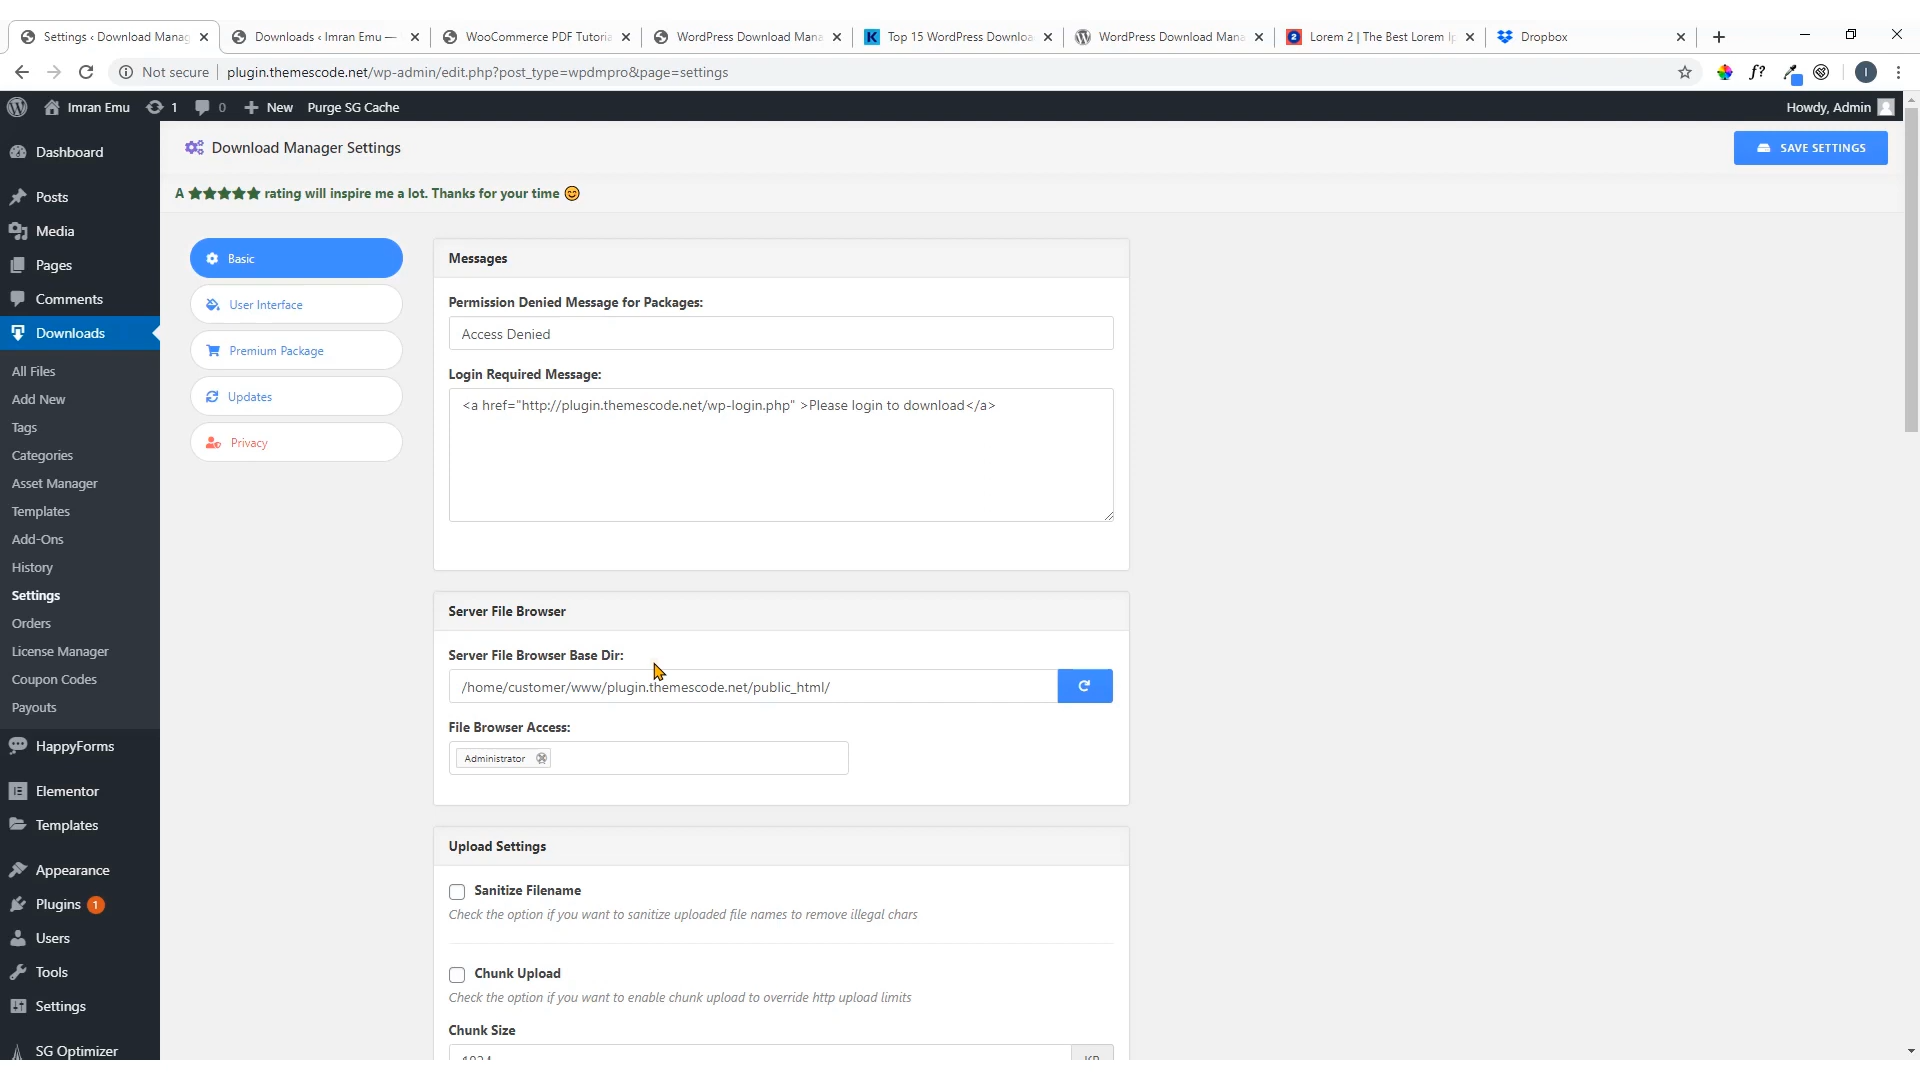 Settings ‹ Download Manag
Downloads ‹ Imran Emu —
WooCommerce PDF Tutoria
WordPress Download Mana
Top 15 WordPress Downloa
WordPress Download Mana
Lorem 2 | The Best Lorem Ip
Dropbox
Not secure
plugin.themescode.net/wp-admin/edit.php?post_type=wpdmpro&page=settings
f?
I
Imran Emu
1
0
New
Purge SG Cache
Howdy, Admin
Dashboard
Posts
Media
Pages
Comments
Downloads
All Files
Add New
Tags
Categories
Asset Manager
Templates
Add-Ons
History
Settings
Orders
License Manager
Coupon Codes
Payouts
HappyForms
Elementor
Templates
Appearance
Plugins 1
Users
Tools
Settings
SG Optimizer
Download Manager Settings
SAVE SETTINGS
A ★★★★★ rating will inspire me a lot. Thanks for your time 😊
Basic
User Interface
Premium Package
Updates
Privacy
Messages
Permission Denied Message for Packages:
Access Denied
Login Required Message:
<a href="http://plugin.themescode.net/wp-login.php" >Please login to download</a>
Server File Browser
Server File Browser Base Dir:
/home/customer/www/plugin.themescode.net/public_html/
File Browser Access:
Administrator
Upload Settings
Sanitize Filename
Check the option if you want to sanitize uploaded file names to remove illegal chars
Chunk Upload
Check the option if you want to enable chunk upload to override http upload limits
Chunk Size
1024
KB